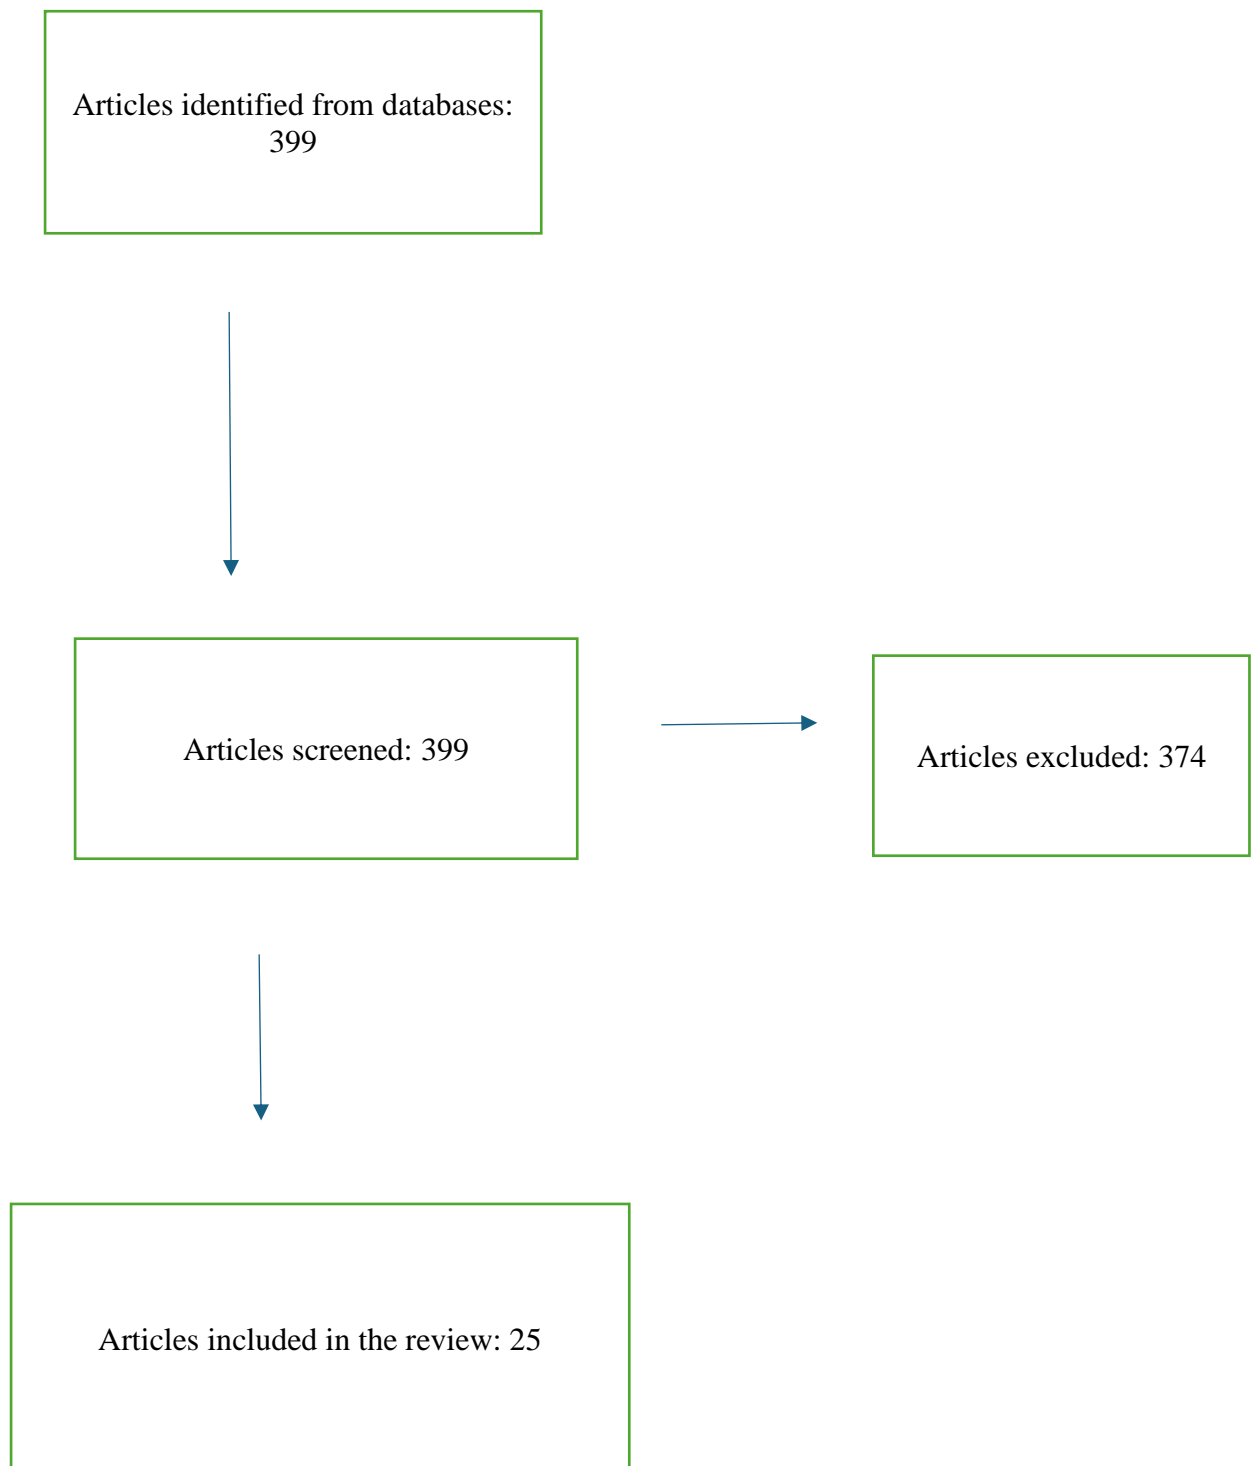 Articles identified from databases:
399
Articles screened: 399
Articles excluded: 374
Articles included in the review: 25